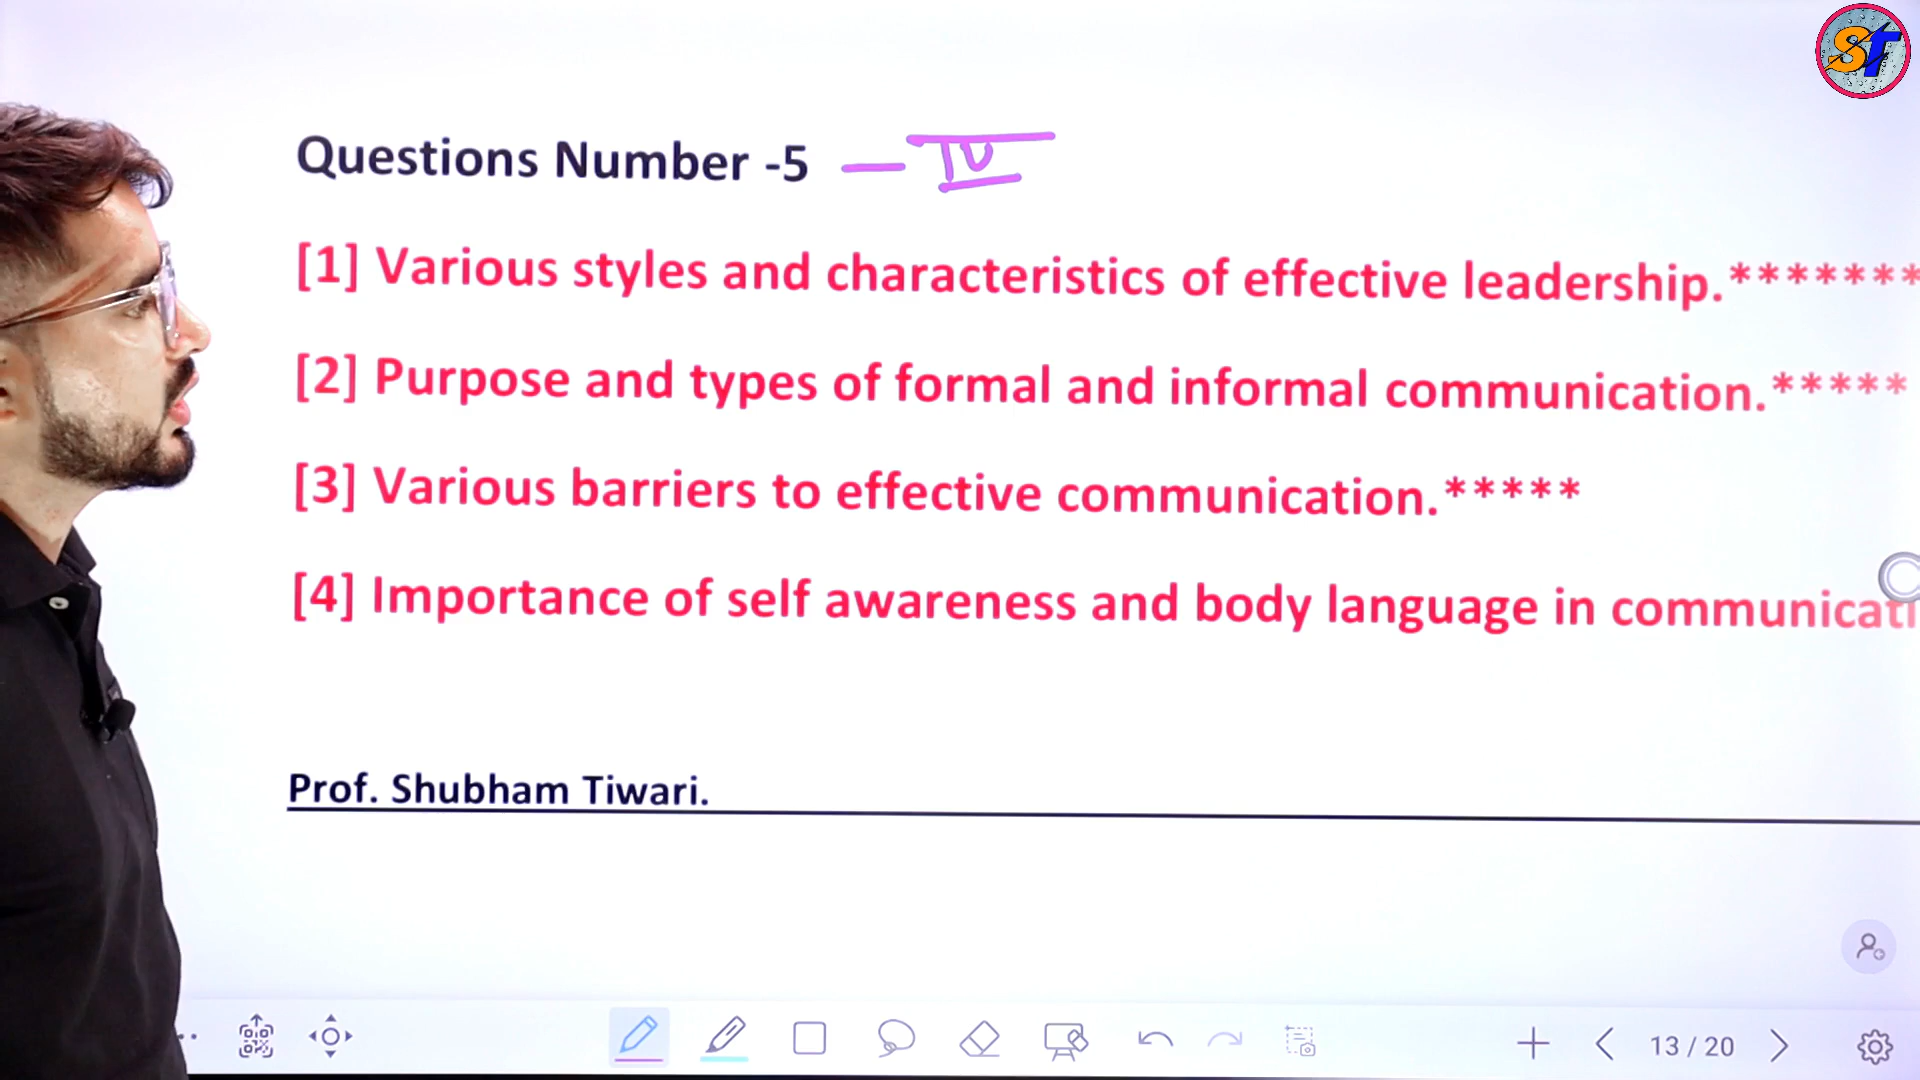 ST
Questions Number -5 — IV
[1] Various styles and characteristics of effective leadership.*******
[2] Purpose and types of formal and informal communication.*****
[3] Various barriers to effective communication.*****
[4] Importance of self awareness and body language in communicati
Prof. Shubham Tiwari.
13 / 20